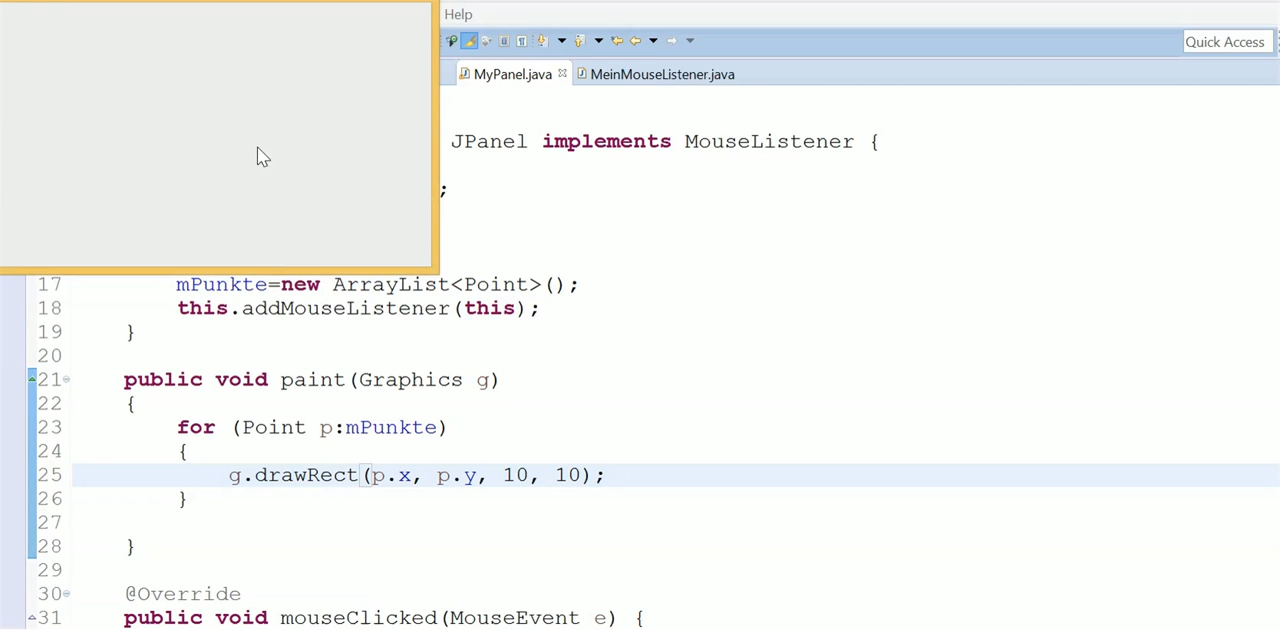 Help
Quick Access
MyPanel.java
MeinMouseListener.java
JPanel implements MouseListener {
;
17 mPunkte=new ArrayList<Point>();
18 this.addMouseListener(this);
19 }
20
21 public void paint(Graphics g)
22 {
23 for (Point p:mPunkte)
24 {
25 g.drawRect(p.x, p.y, 10, 10);
26 }
27
28 }
29
30 @Override
31 public void mouseClicked(MouseEvent e) {